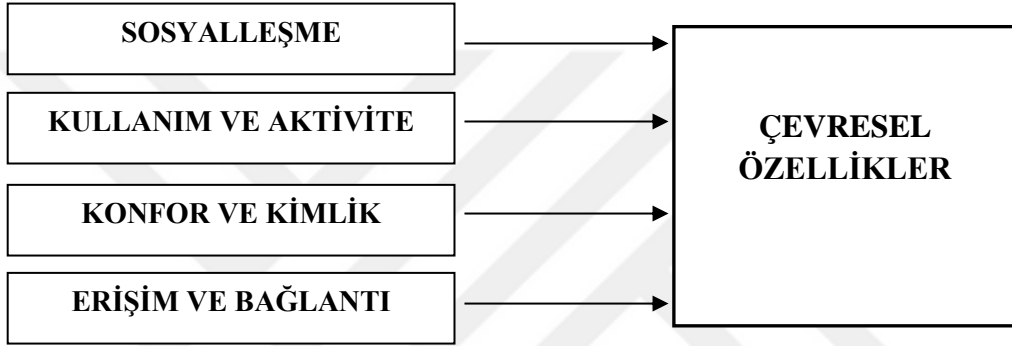 SOSYALLEŞME
KULLANIM VE AKTİVİTE
KONFOR VE KİMLİK
ERİŞİM VE BAĞLANTI
ÇEVRESEL
ÖZELLİKLER